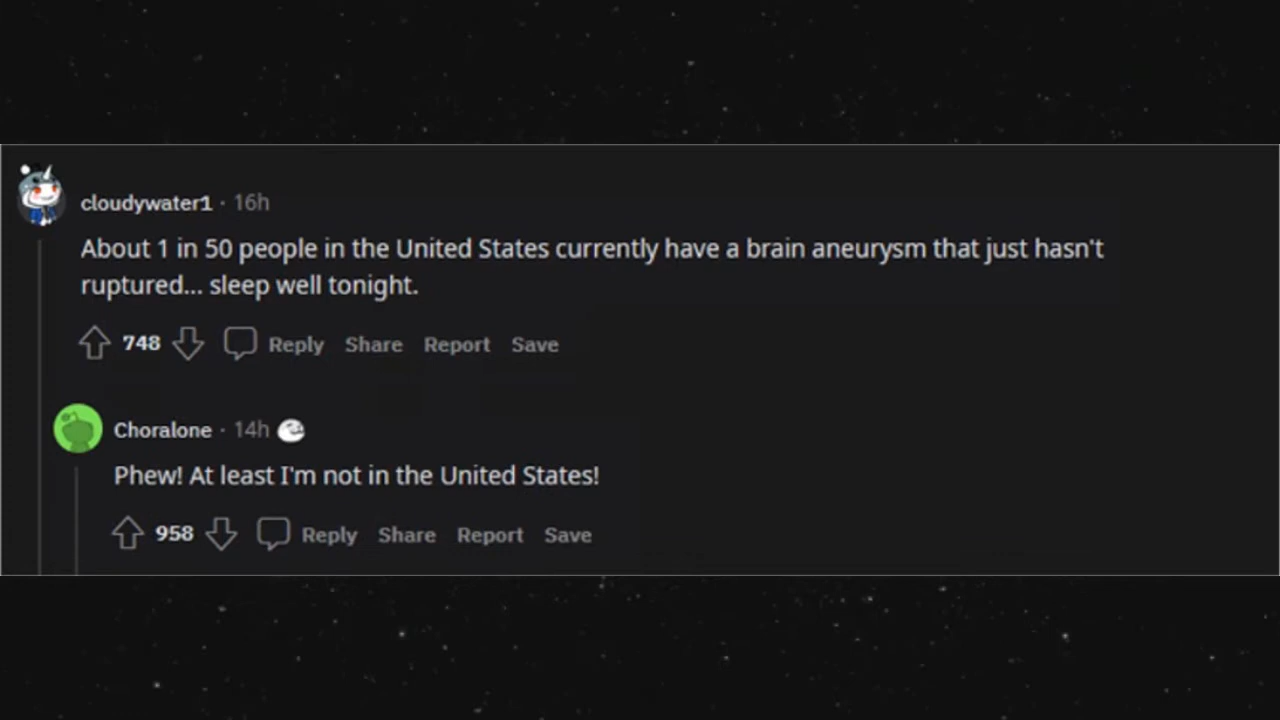 cloudywater1 · 16h
About 1 in 50 people in the United States currently have a brain aneurysm that just hasn't
ruptured... sleep well tonight.
748 Reply Share Report Save
Choralone · 14h
Phew! At least I'm not in the United States!
958 Reply Share Report Save